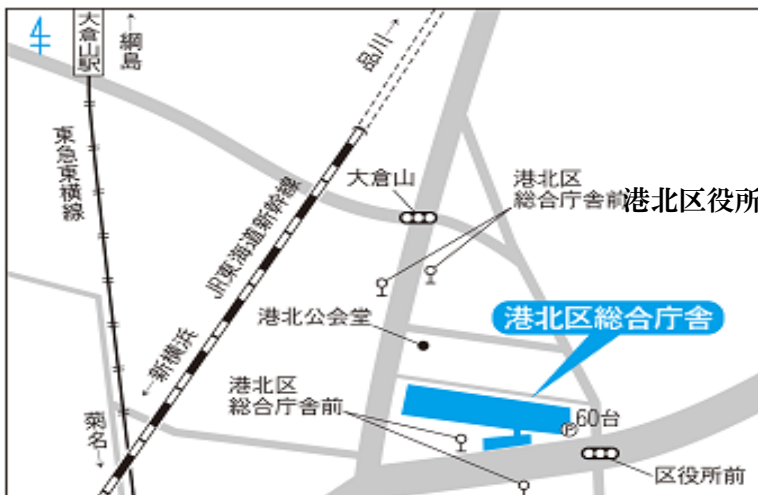 大倉山駅
↑綱島
品川→
東急東横線
JR東海道新幹線
大倉山
港北区
総合庁舎前
港北区役所
港北公会堂
港北区総合庁舎
←新横浜
港北区
総合庁舎前
菊名→
P
60台
区役所前